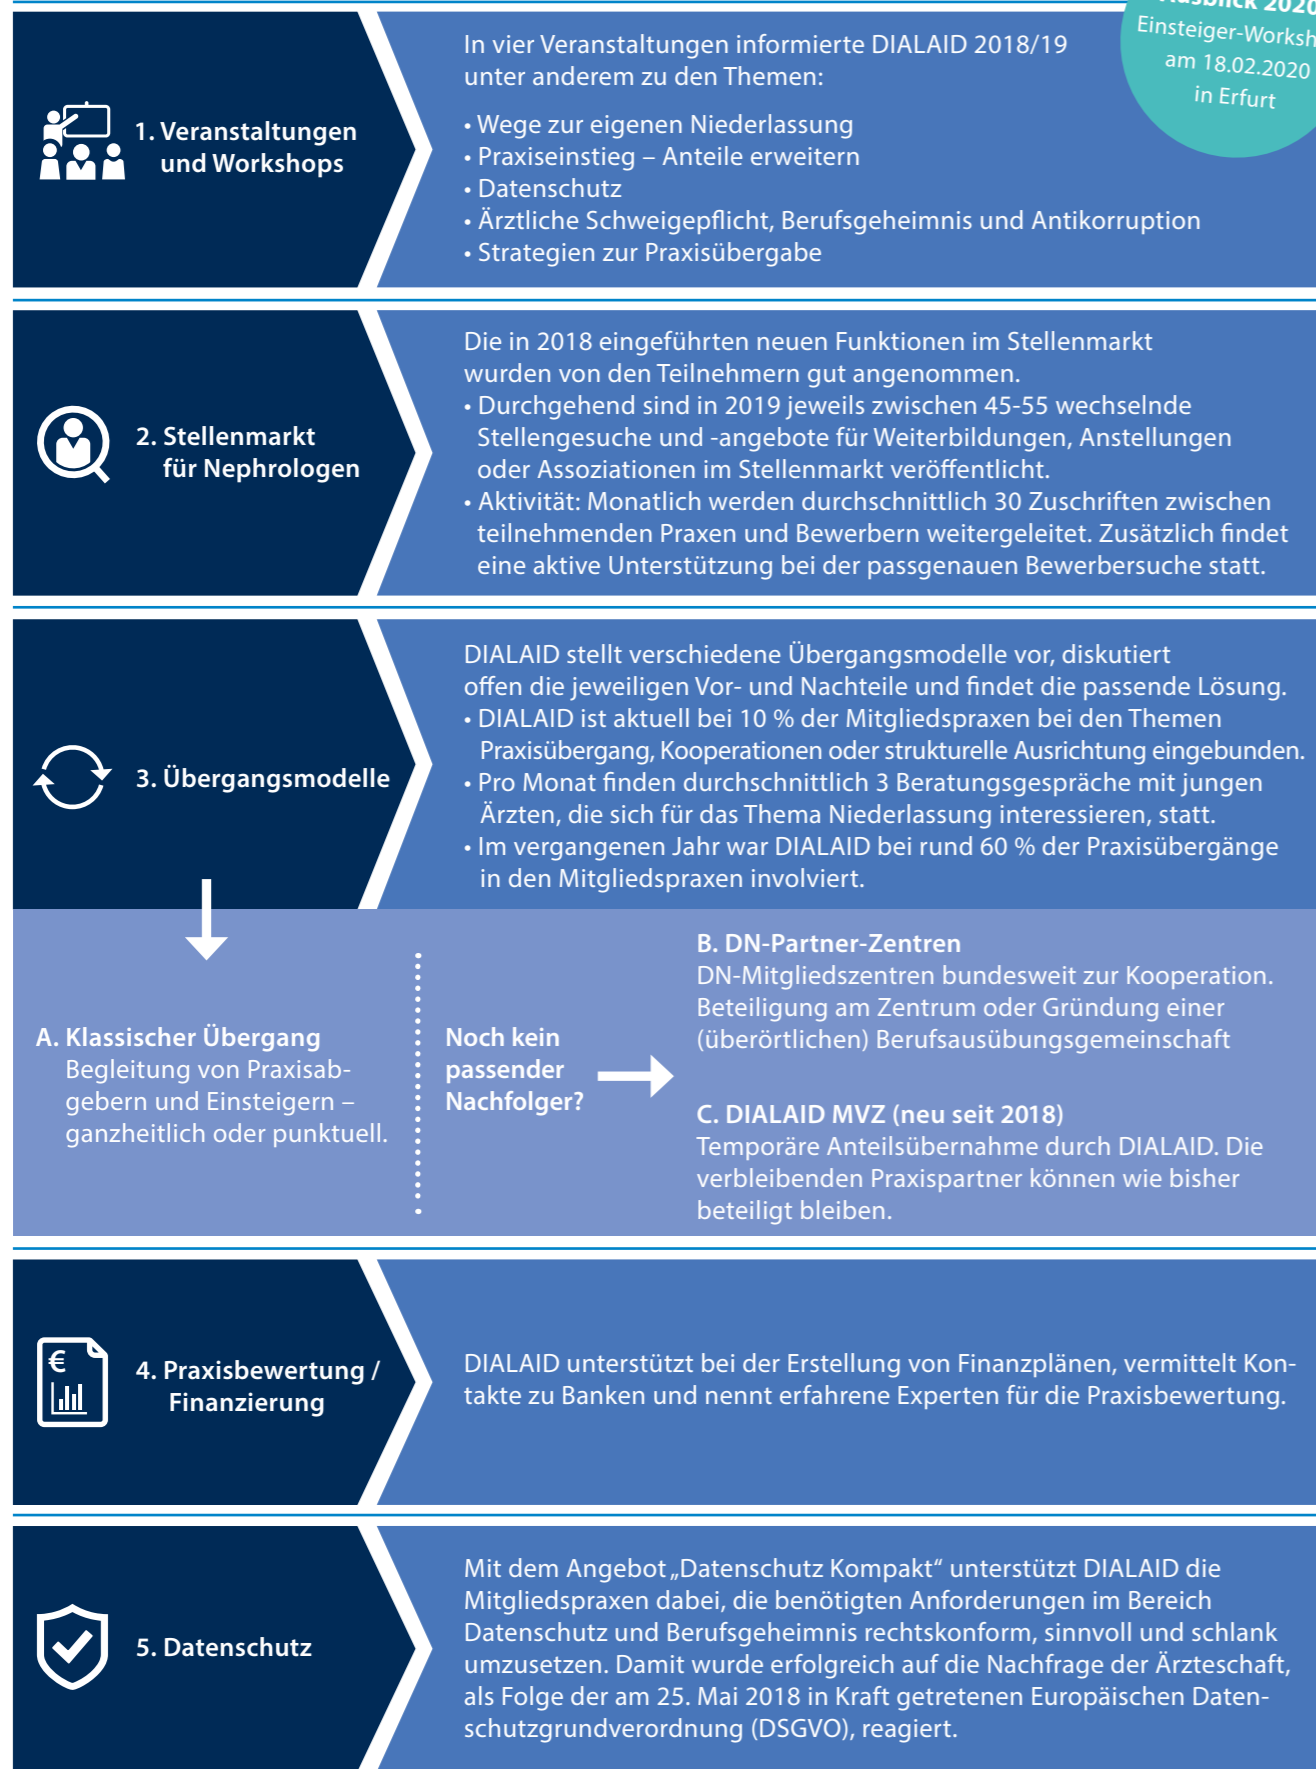 Ausblick 2020
Einsteiger-Worksh
am 18.02.2020
in Erfurt
1. Veranstaltungen
und Workshops
In vier Veranstaltungen informierte DIALAID 2018/19
unter anderem zu den Themen:
• Wege zur eigenen Niederlassung
• Praxiseinstieg – Anteile erweitern
• Datenschutz
• Ärztliche Schweigepflicht, Berufsgeheimnis und Antikorruption
• Strategien zur Praxisübergabe
2. Stellenmarkt
für Nephrologen
Die in 2018 eingeführten neuen Funktionen im Stellenmarkt
wurden von den Teilnehmern gut angenommen.
• Durchgehend sind in 2019 jeweils zwischen 45-55 wechselnde
Stellengesuche und -angebote für Weiterbildungen, Anstellungen
oder Assoziationen im Stellenmarkt veröffentlicht.
• Aktivität: Monatlich werden durchschnittlich 30 Zuschriften zwischen
teilnehmenden Praxen und Bewerbern weitergeleitet. Zusätzlich findet
eine aktive Unterstützung bei der passgenauen Bewerbersuche statt.
3. Übergangsmodelle
DIALAID stellt verschiedene Übergangsmodelle vor, diskutiert
offen die jeweiligen Vor- und Nachteile und findet die passende Lösung.
• DIALAID ist aktuell bei 10 % der Mitgliedspraxen bei den Themen
Praxisübergang, Kooperationen oder strukturelle Ausrichtung eingebunden.
• Pro Monat finden durchschnittlich 3 Beratungsgespräche mit jungen
Ärzten, die sich für das Thema Niederlassung interessieren, statt.
• Im vergangenen Jahr war DIALAID bei rund 60 % der Praxisübergänge
in den Mitgliedspraxen involviert.
A. Klassischer Übergang
Begleitung von Praxisab-
gebern und Einsteigern –
ganzheitlich oder punktuell.
Noch kein
passender
Nachfolger?
B. DN-Partner-Zentren
DN-Mitgliedszentren bundesweit zur Kooperation.
Beteiligung am Zentrum oder Gründung einer
(überörtlichen) Berufsausübungsgemeinschaft
C. DIALAID MVZ (neu seit 2018)
Temporäre Anteilsübernahme durch DIALAID. Die
verbleibenden Praxispartner können wie bisher
beteiligt bleiben.
€
4. Praxisbewertung /
Finanzierung
DIALAID unterstützt bei der Erstellung von Finanzplänen, vermittelt Kon-
takte zu Banken und nennt erfahrene Experten für die Praxisbewertung.
5. Datenschutz
Mit dem Angebot „Datenschutz Kompakt“ unterstützt DIALAID die
Mitgliedspraxen dabei, die benötigten Anforderungen im Bereich
Datenschutz und Berufsgeheimnis rechtskonform, sinnvoll und schlank
umzusetzen. Damit wurde erfolgreich auf die Nachfrage der Ärzteschaft,
als Folge der am 25. Mai 2018 in Kraft getretenen Europäischen Daten-
schutzgrundverordnung (DSGVO), reagiert.